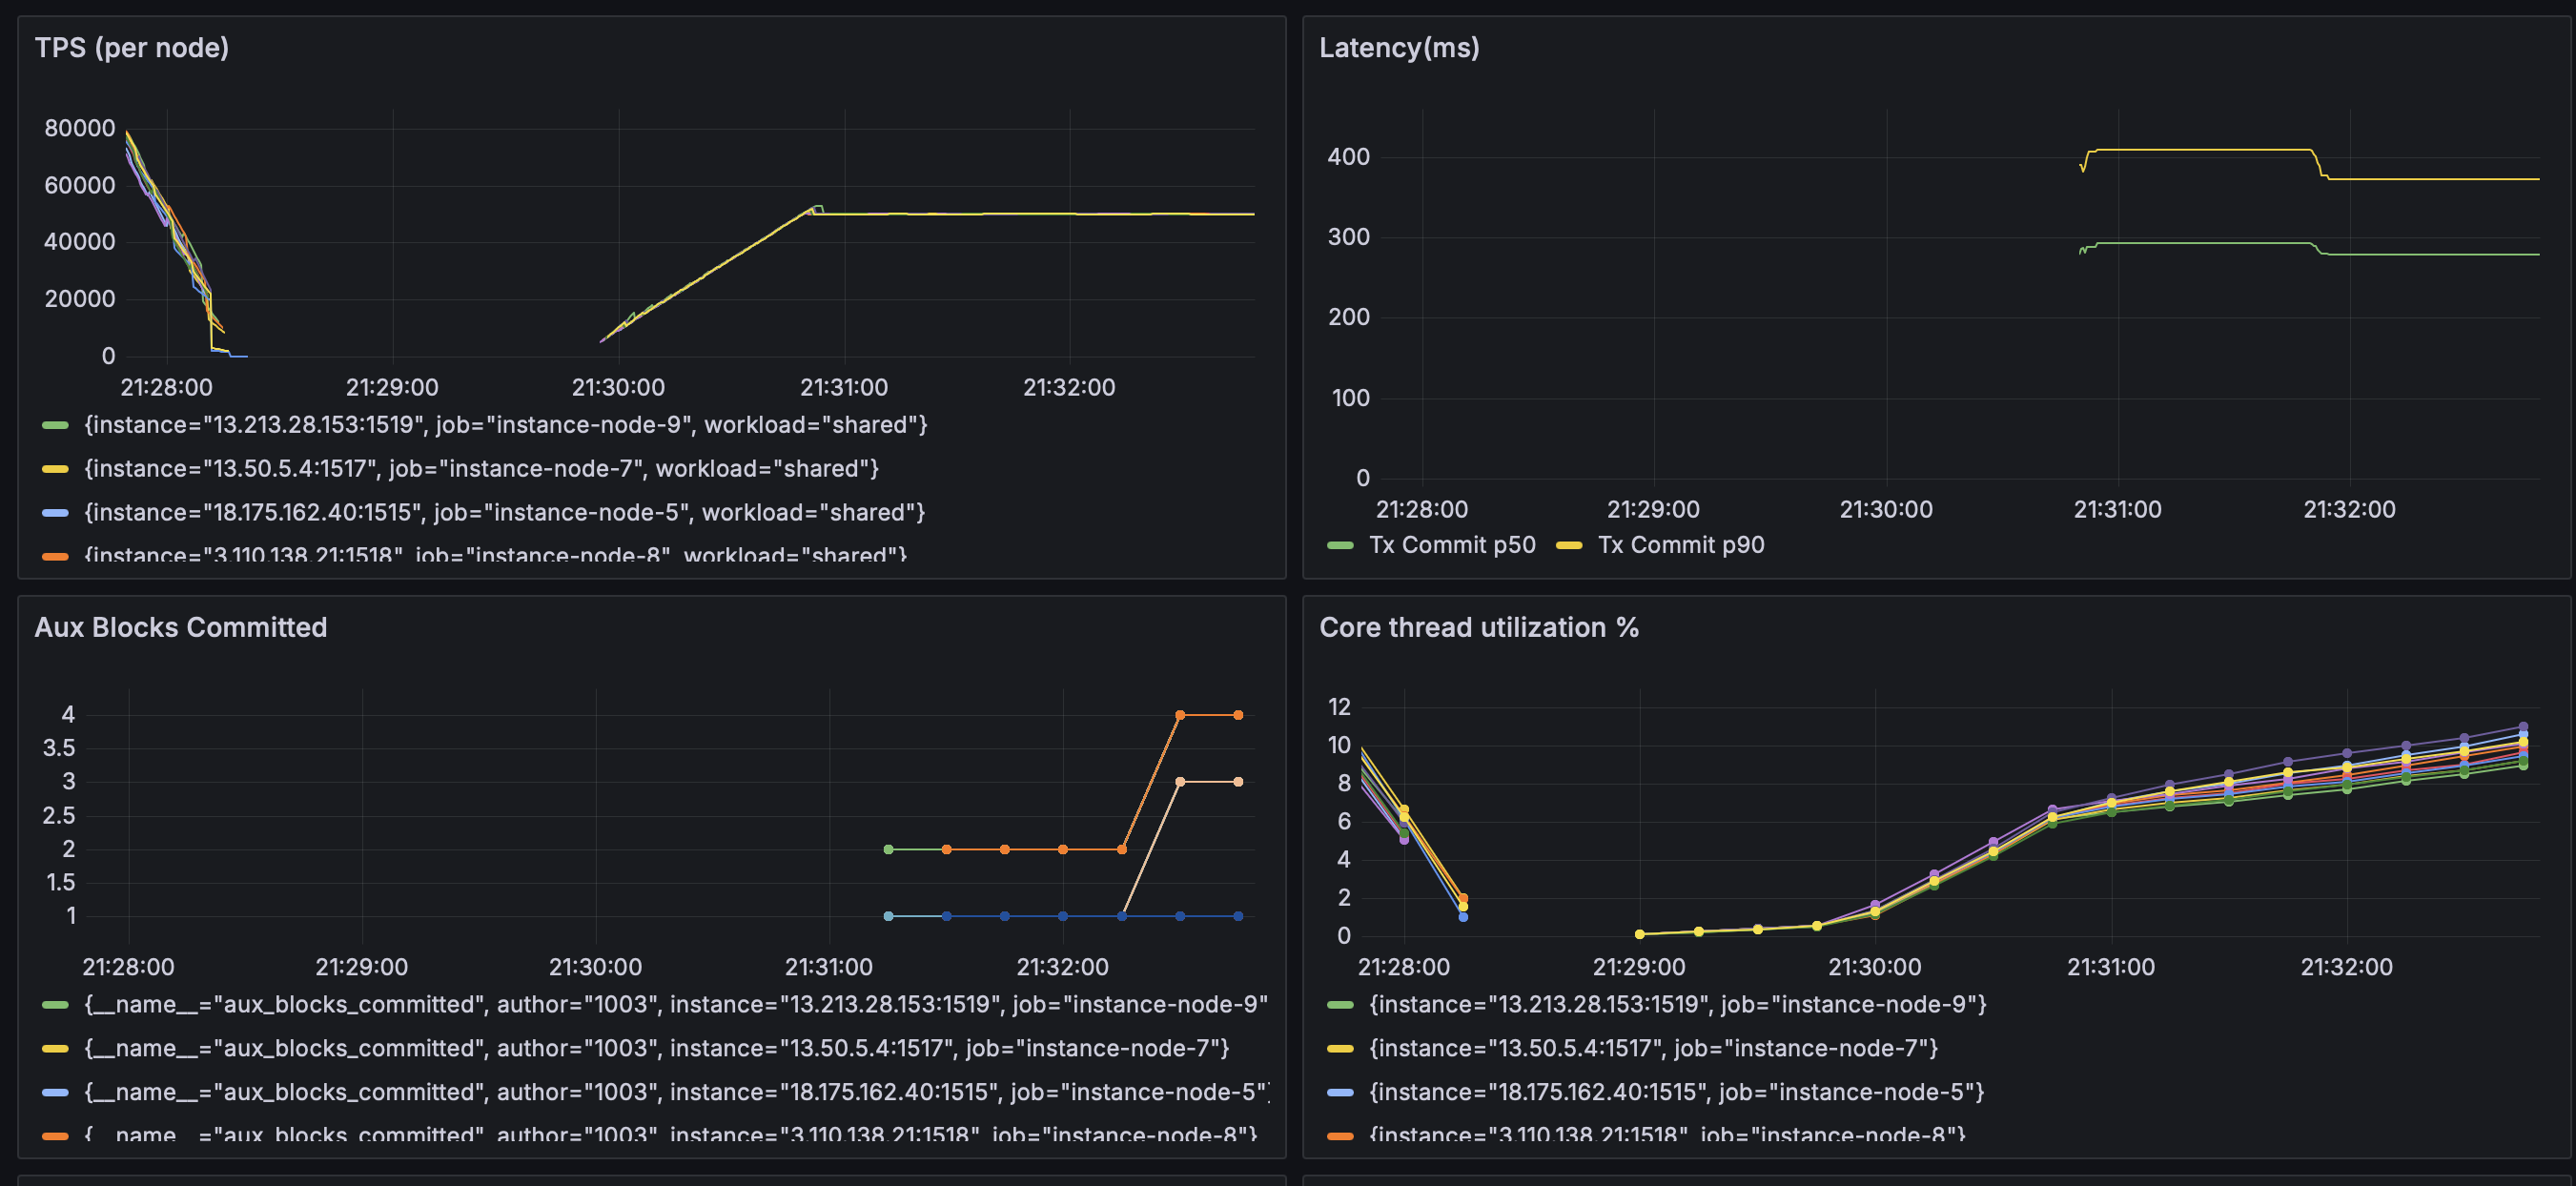 TPS (per node)
80000
60000
40000
20000
0
21:28:00 21:29:00 21:30:00 21:31:00 21:32:00
{instance="13.213.28.153:1519", job="instance-node-9", workload="shared"}
{instance="13.50.5.4:1517", job="instance-node-7", workload="shared"}
{instance="18.175.162.40:1515", job="instance-node-5", workload="shared"}
{instance="3.110.138.21:1518", job="instance-node-8", workload="shared"}
Latency(ms)
400
300
200
100
0
21:28:00 21:29:00 21:30:00 21:31:00 21:32:00
Tx Commit p50 Tx Commit p90
Aux Blocks Committed
4
3.5
3
2.5
2
1.5
1
21:28:00 21:29:00 21:30:00 21:31:00 21:32:00
{__name__="aux_blocks_committed", author="1003", instance="13.213.28.153:1519", job="instance-node-9"
{__name__="aux_blocks_committed", author="1003", instance="13.50.5.4:1517", job="instance-node-7"}
{__name__="aux_blocks_committed", author="1003", instance="18.175.162.40:1515", job="instance-node-5"}
{__name__="aux_blocks_committed", author="1003", instance="3.110.138.21:1518", job="instance-node-8"}
Core thread utilization %
12
10
8
6
4
2
0
21:28:00 21:29:00 21:30:00 21:31:00 21:32:00
{instance="13.213.28.153:1519", job="instance-node-9"}
{instance="13.50.5.4:1517", job="instance-node-7"}
{instance="18.175.162.40:1515", job="instance-node-5"}
{instance="3.110.138.21:1518", job="instance-node-8"}